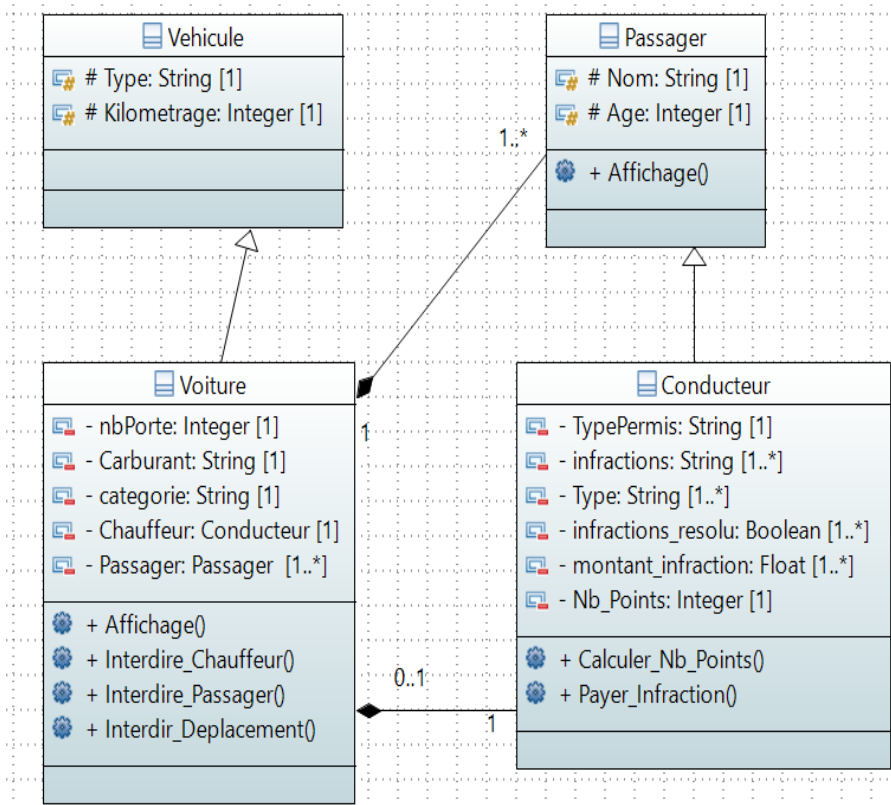 Vehicule
# Type: String [1]
# Kilometrage: Integer [1]
Passager
# Nom: String [1]
# Age: Integer [1]
+ Affichage()
1..*
Voiture
- nbPorte: Integer [1]
- Carburant: String [1]
- categorie: String [1]
- Chauffeur: Conducteur [1]
- Passager: Passager [1..*]
+ Affichage()
+ Interdire_Chauffeur()
+ Interdire_Passager()
+ Interdir_Deplacement()
1
Conducteur
- TypePermis: String [1]
- infractions: String [1..*]
- Type: String [1..*]
- infractions_resolu: Boolean [1..*]
- montant_infraction: Float [1..*]
- Nb_Points: Integer [1]
+ Calculer_Nb_Points()
+ Payer_Infraction()
0..1
1